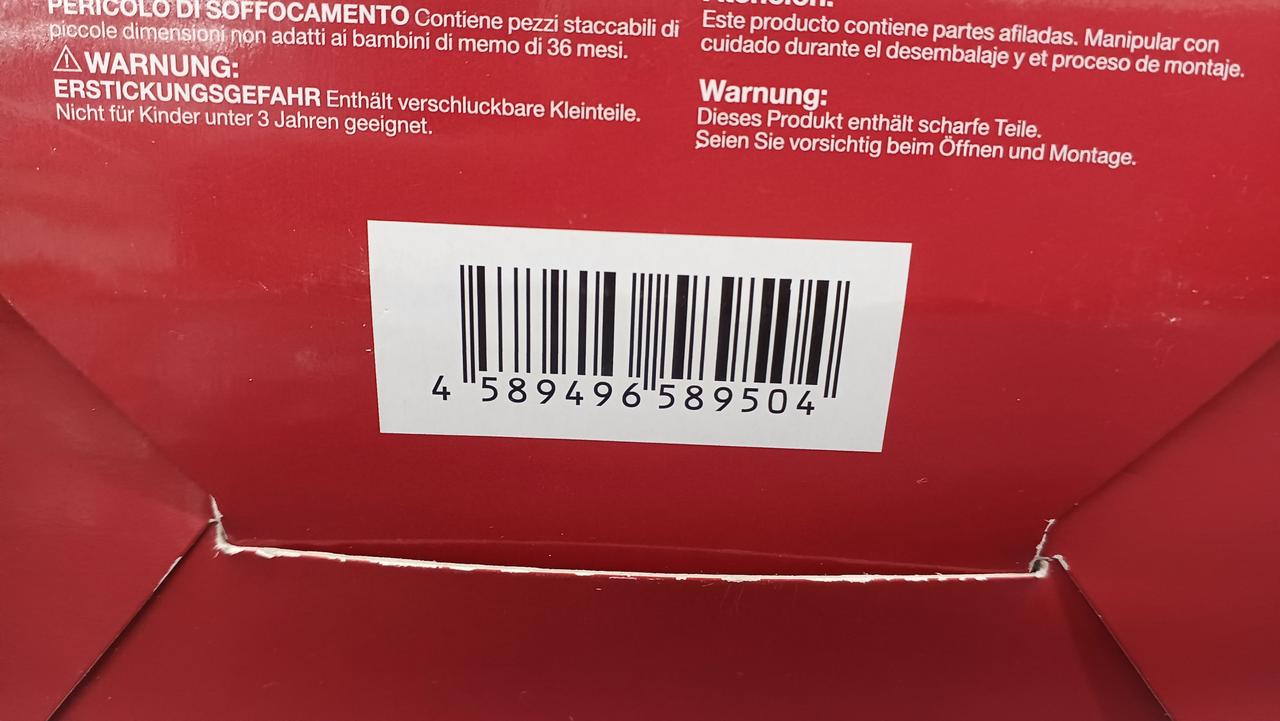 PERICOLO DI SOFFOCAMENTO Contiene pezzi staccabili di
piccole dimensioni non adatti ai bambini di memo di 36 mesi.
⚠WARNUNG:
ERSTICKUNGSGEFAHR Enthält verschluckbare Kleinteile.
Nicht für Kinder unter 3 Jahren geeignet.
Atención:
Este producto contiene partes afiladas. Manipular con
cuidado durante el desembalaje y et proceso de montaje.
Warnung:
Dieses Produkt enthält scharfe Teile.
Seien Sie vorsichtig beim Öffnen und Montage.
4 589496 589504